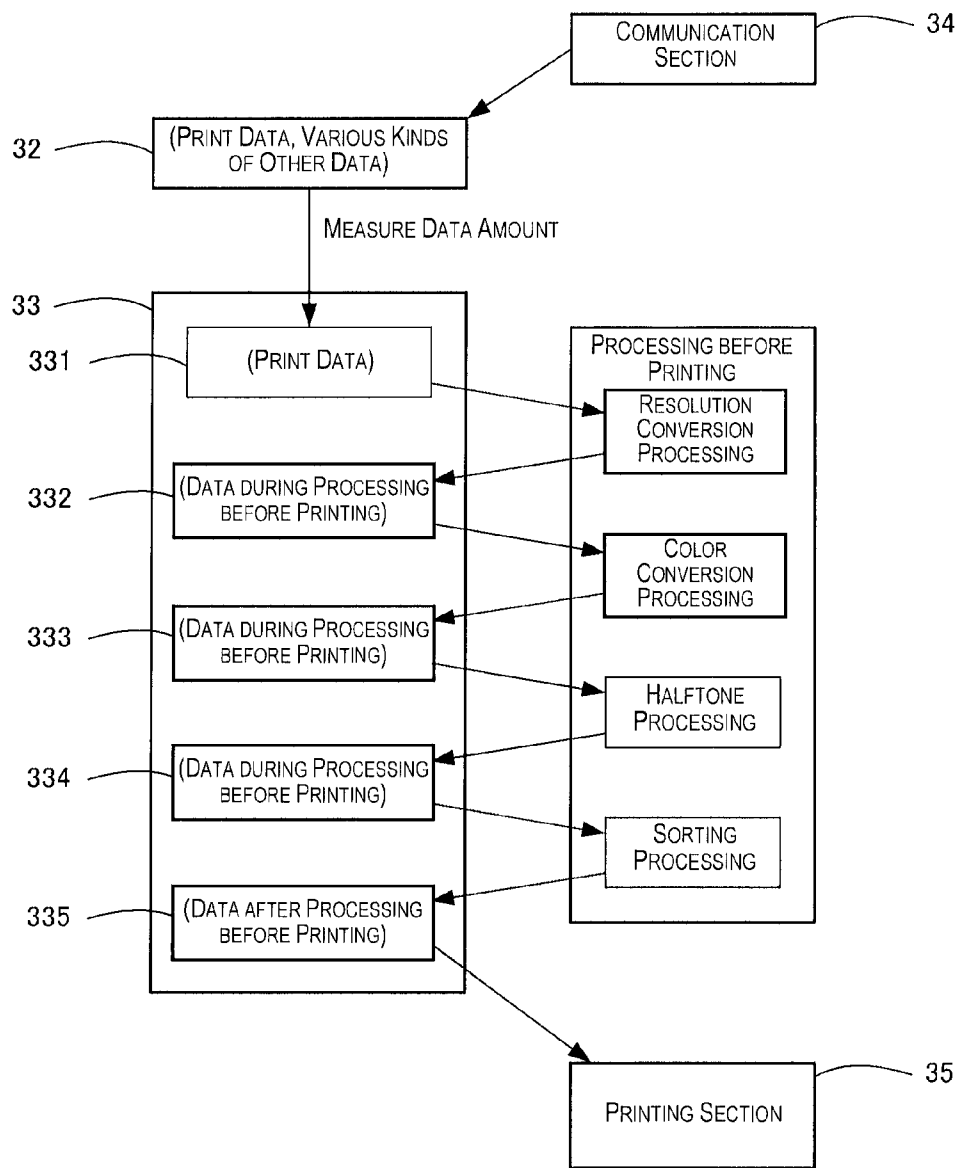 COMMUNICATION
SECTION
34
32
(PRINT DATA, VARIOUS KINDS
OF OTHER DATA)
MEASURE DATA AMOUNT
33
331
(PRINT DATA)
PROCESSING BEFORE
PRINTING
RESOLUTION
CONVERSION
PROCESSING
332
(DATA DURING PROCESSING
BEFORE PRINTING)
COLOR
CONVERSION
PROCESSING
333
(DATA DURING PROCESSING
BEFORE PRINTING)
HALFTONE
PROCESSING
334
(DATA DURING PROCESSING
BEFORE PRINTING)
SORTING
PROCESSING
335
(DATA AFTER PROCESSING
BEFORE PRINTING)
35
PRINTING SECTION